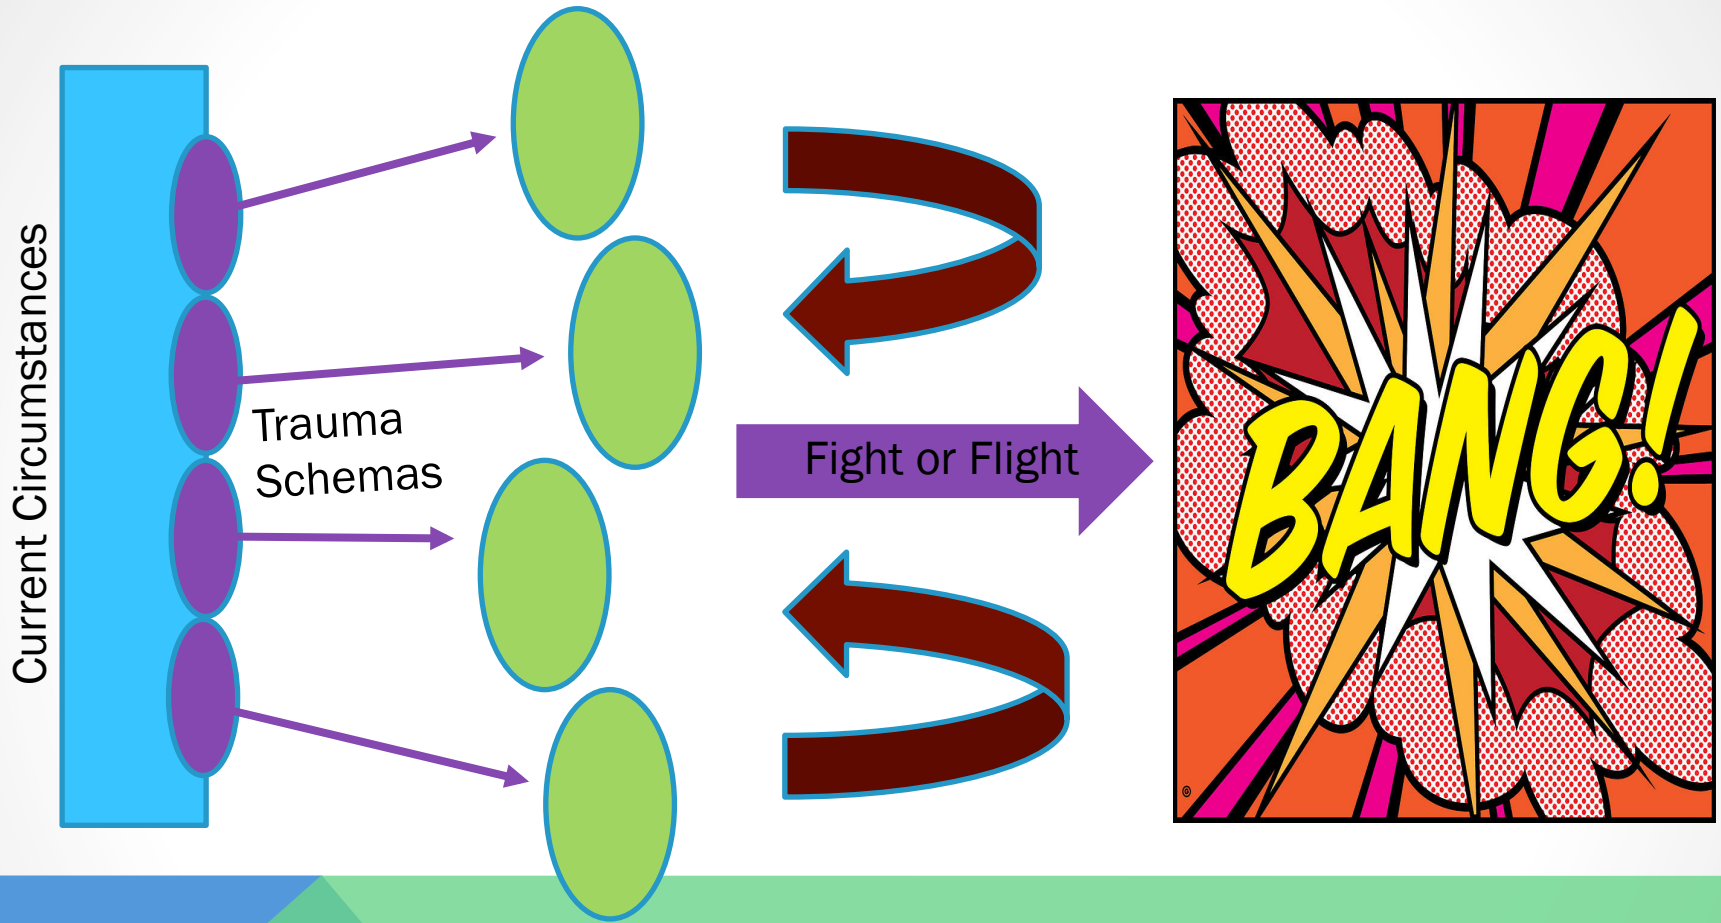 Current Circumstances
Trauma
Schemas
Fight or Flight
BANG!